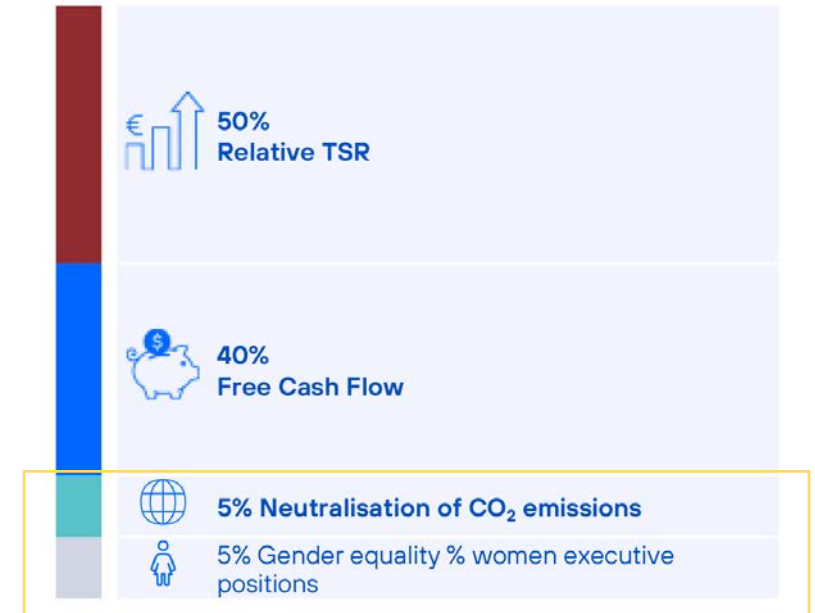 €
50%
Relative TSR
$
40%
Free Cash Flow
5% Neutralisation of CO₂ emissions
5% Gender equality % women executive
positions